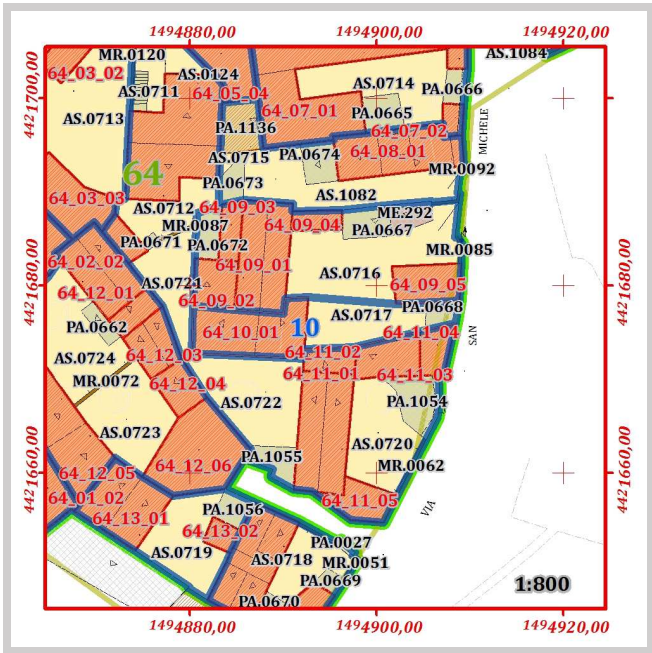 1494880,00
1494900,00
1494920,00
4421700,00
4421680,00
4421660,00
MR.0120
AS.1084
64_03_02
AS.0124
AS.0714
PA.0666
AS.0711
64_05_04
64_07_01
PA.0665
AS.0713
PA.1136
64_07_02
MICHELE
PA.0674
64_08_01
AS.0715
64
MR.0092
PA.0673
AS.1082
64_03_03
AS.0712
64_09_03
ME.292
MR.0087
64_09_04
PA.0667
PA.0671
PA.0672
MR.0085
64_02_02
64_09_01
AS.0716
AS.0721
64_09_05
64_12_01
64_09_02
PA.0668
AS.0717
PA.0662
64_10_01
10
64_11_04
SAN
64_12_03
64_11_02
AS.0724
64_11_01
64_11_03
MR.0072
64_12_04
AS.0722
PA.1054
AS.0723
AS.0720
PA.1055
64_12_06
MR.0062
64_12_05
64_01_02
64_11_05
PA.1056
VIA
64_13_01
64_13_02
PA.0027
AS.0719
AS.0718
MR.0051
PA.0669
1:800
PA.0670
4421700,00
4421680,00
4421660,00
1494880,00
1494900,00
1494920,00